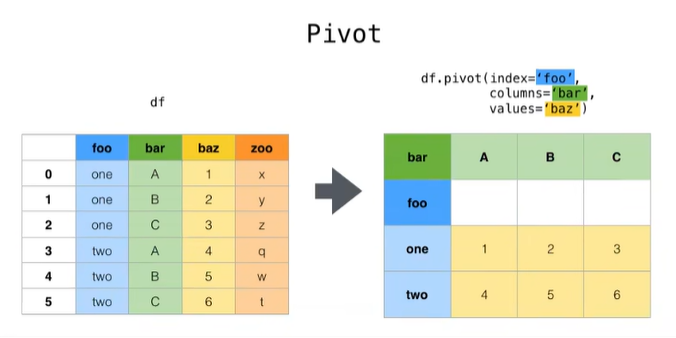 Pivot
df
foo bar baz zoo
0 one A 1 x
1 one B 2 y
2 one C 3 z
3 two A 4 q
4 two B 5 w
5 two C 6 t
df.pivot(index=‘foo’,
columns=‘bar’,
values=‘baz’)
bar A B C
foo
one 1 2 3
two 4 5 6